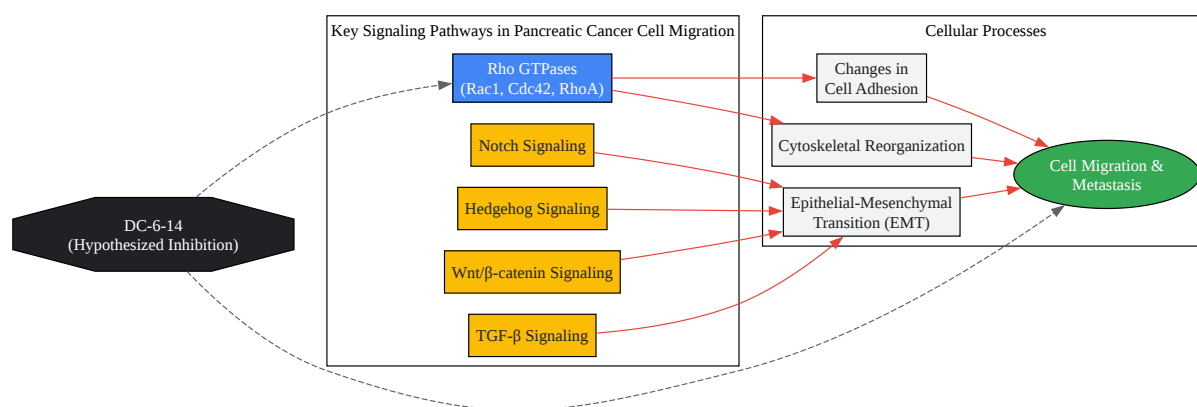 Key Signaling Pathways in Pancreatic Cancer Cell Migration
Rho GTPases
(Rac1, Cdc42, RhoA)
Notch Signaling
Hedgehog Signaling
Wnt/β-catenin Signaling
TGF-β Signaling
Cellular Processes
Changes in
Cell Adhesion
Cytoskeletal Reorganization
Epithelial-Mesenchymal
Transition (EMT)
Cell Migration &
Metastasis
DC-6-14
(Hypothesized Inhibition)